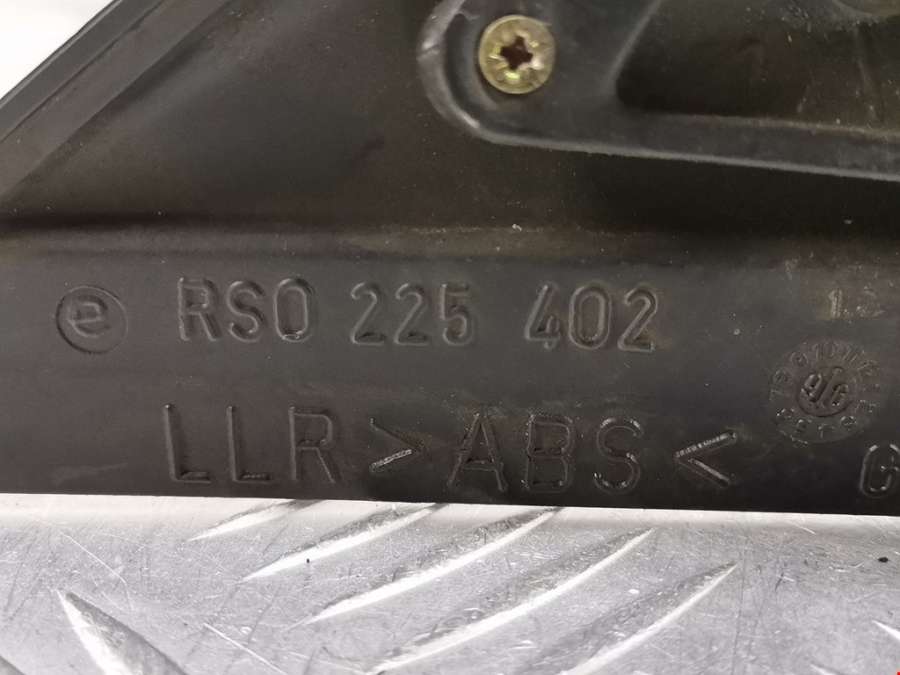 e RSO 225 402
LLR >ABS<